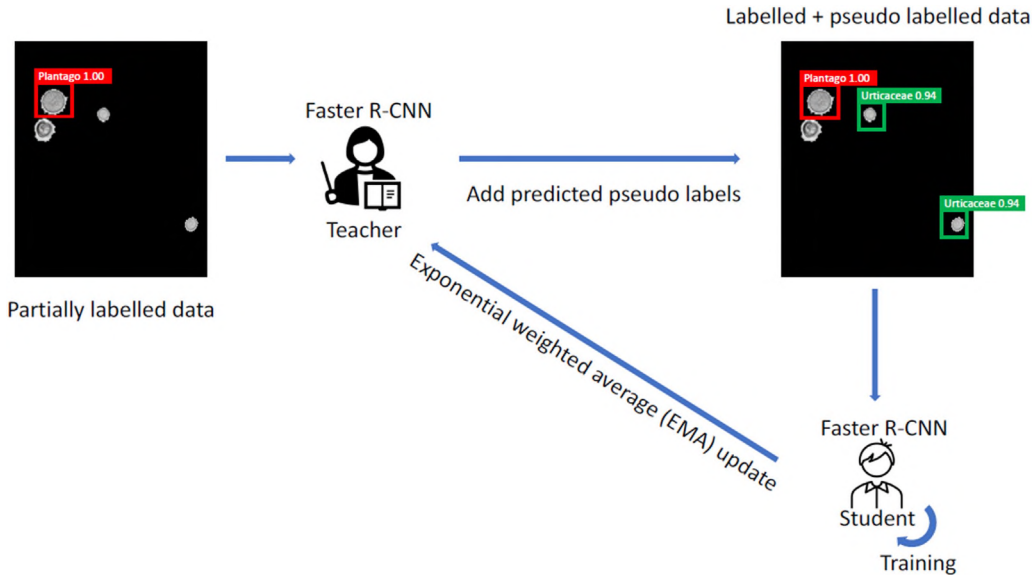 Labelled + pseudo labelled data
Plantago 1.00
Faster R-CNN
Teacher
Partially labelled data
Add predicted pseudo labels
Plantago 1.00
Urticaceae 0.94
Urticaceae 0.94
Exponential weighted average (EMA) update
Faster R-CNN
Student
Training